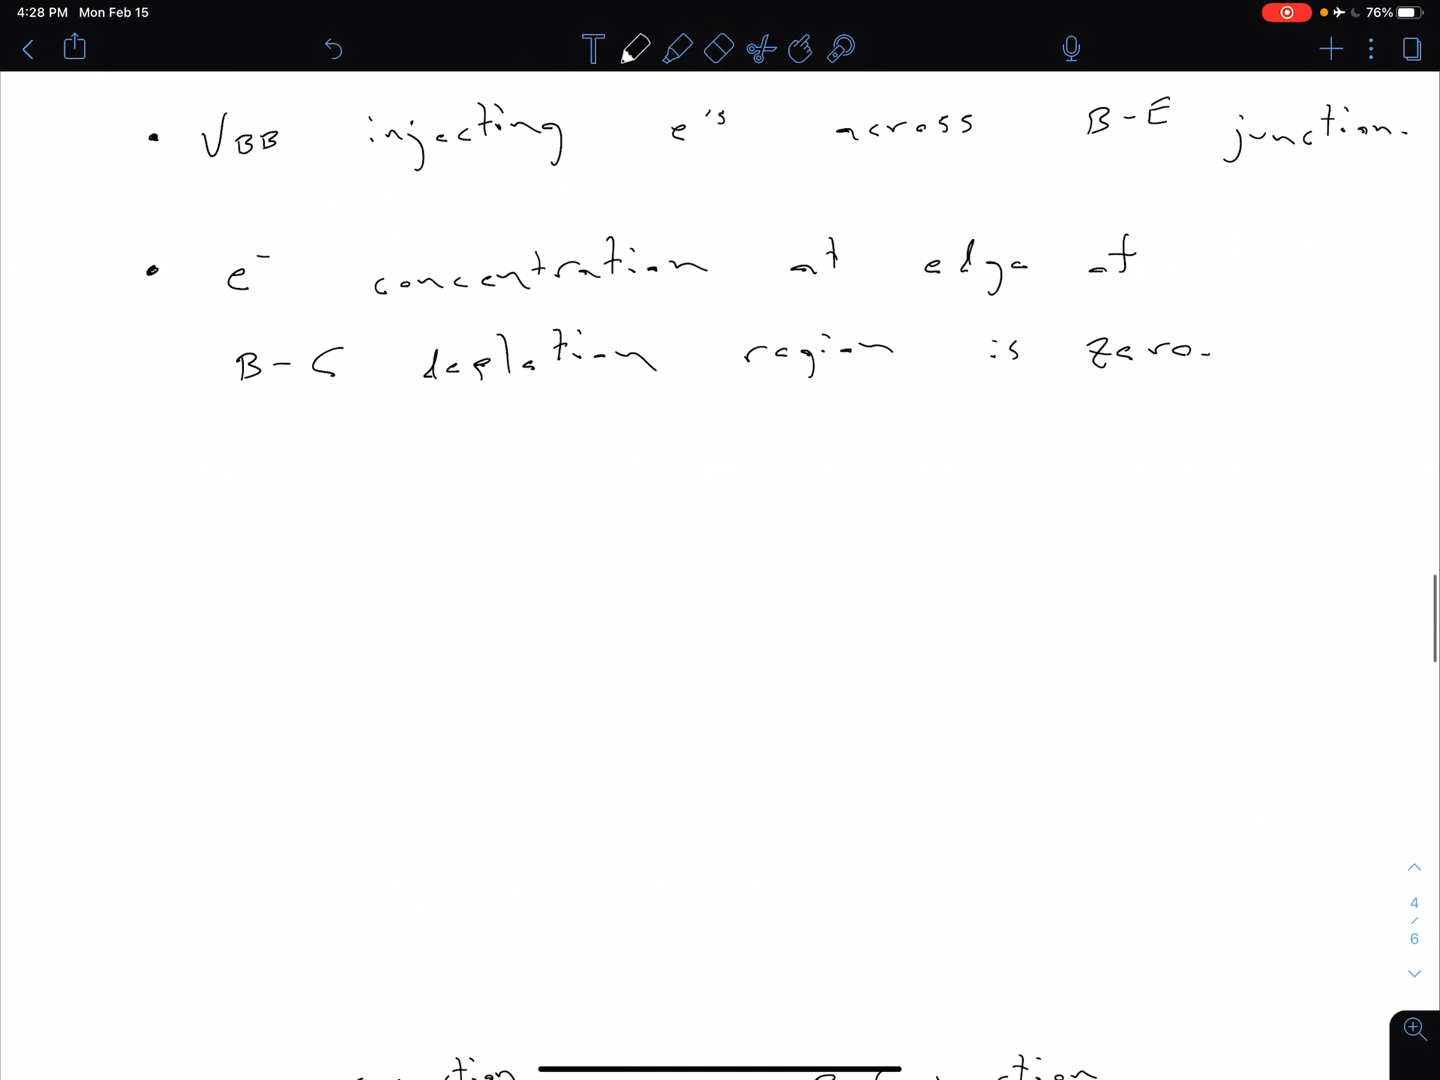 4:28 PM Mon Feb 15
76%
T
• VBB injecting e's across B-E junction.
• e⁻ concentration at edge of
B-C depletion region is zero.
4
/
6